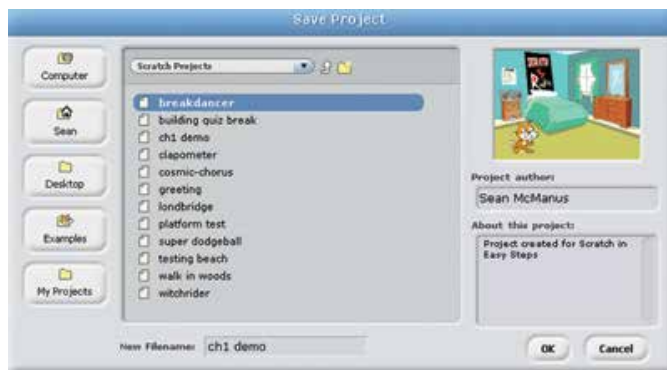 Save Project
Computer
Sean
Desktop
Examples
My Projects
Scratch Projects
breakdancer
building quiz break
ch1 demo
clapometer
cosmic-chorus
greeting
londbridge
platform test
super dodgeball
testing beach
walk in woods
witchrider
New Filename: ch1 demo
Project author:
Sean McManus
About this project:
Project created for Scratch in
Easy Steps
OK
Cancel